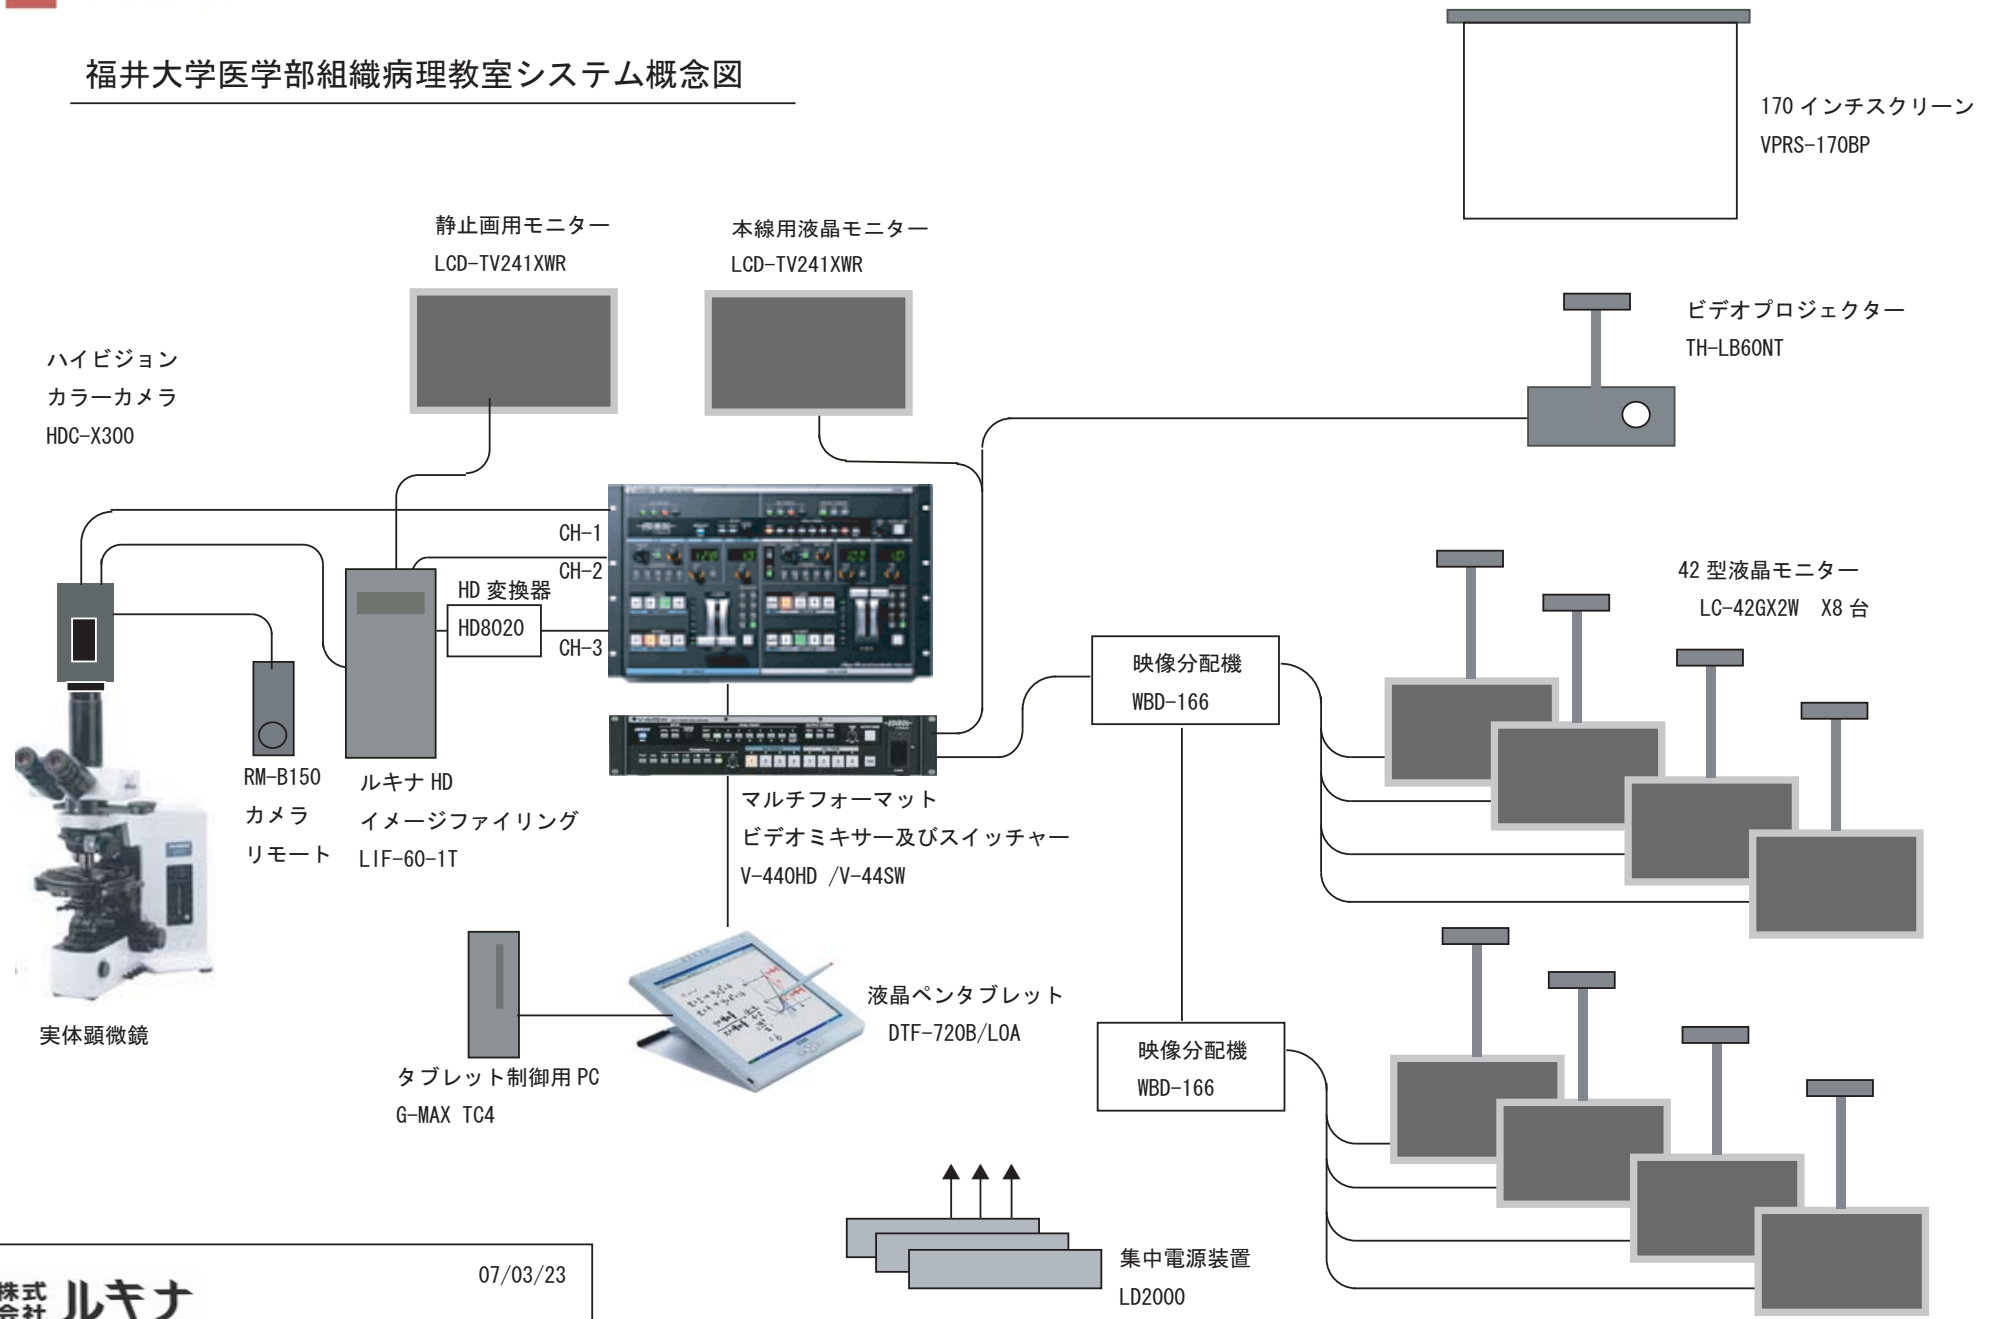 福井大学医学部組織病理教室システム概念図
170 インチスクリーン
VPRS-170BP
静止画用モニター
LCD-TV241XWR
本線用液晶モニター
LCD-TV241XWR
ビデオプロジェクター
TH-LB60NT
ハイビジョン
カラーカメラ
HDC-X300
CH-1
CH-2
CH-3
HD 変換器
HD8020
42 型液晶モニター
LC-42GX2W　X8 台
映像分配機
WBD-166
RM-B150
カメラ
リモート
ルキナ HD
イメージファイリング
LIF-60-1T
マルチフォーマット
ビデオミキサー及びスイッチャー
V-440HD /V-44SW
液晶ペンタブレット
DTF-720B/LOA
実体顕微鏡
タブレット制御用 PC
G-MAX TC4
映像分配機
WBD-166
集中電源装置
LD2000
07/03/23
株式会社 ルキナ